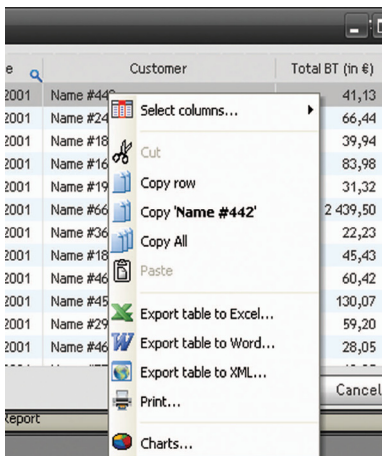 e Customer Total BT (in €)
2001 Name #442 41,13
2001 Name #24 66,44
2001 Name #18 39,94
2001 Name #16 83,98
2001 Name #19 31,32
2001 Name #66 2 439,50
2001 Name #36 22,23
2001 Name #18 45,43
2001 Name #46 60,42
2001 Name #45 130,07
2001 Name #29 59,20
2001 Name #46 28,05
Select columns...
Cut
Copy row
Copy 'Name #442'
Copy All
Paste
Export table to Excel...
Export table to Word...
Export table to XML...
Print...
Charts...
Cancel
Report